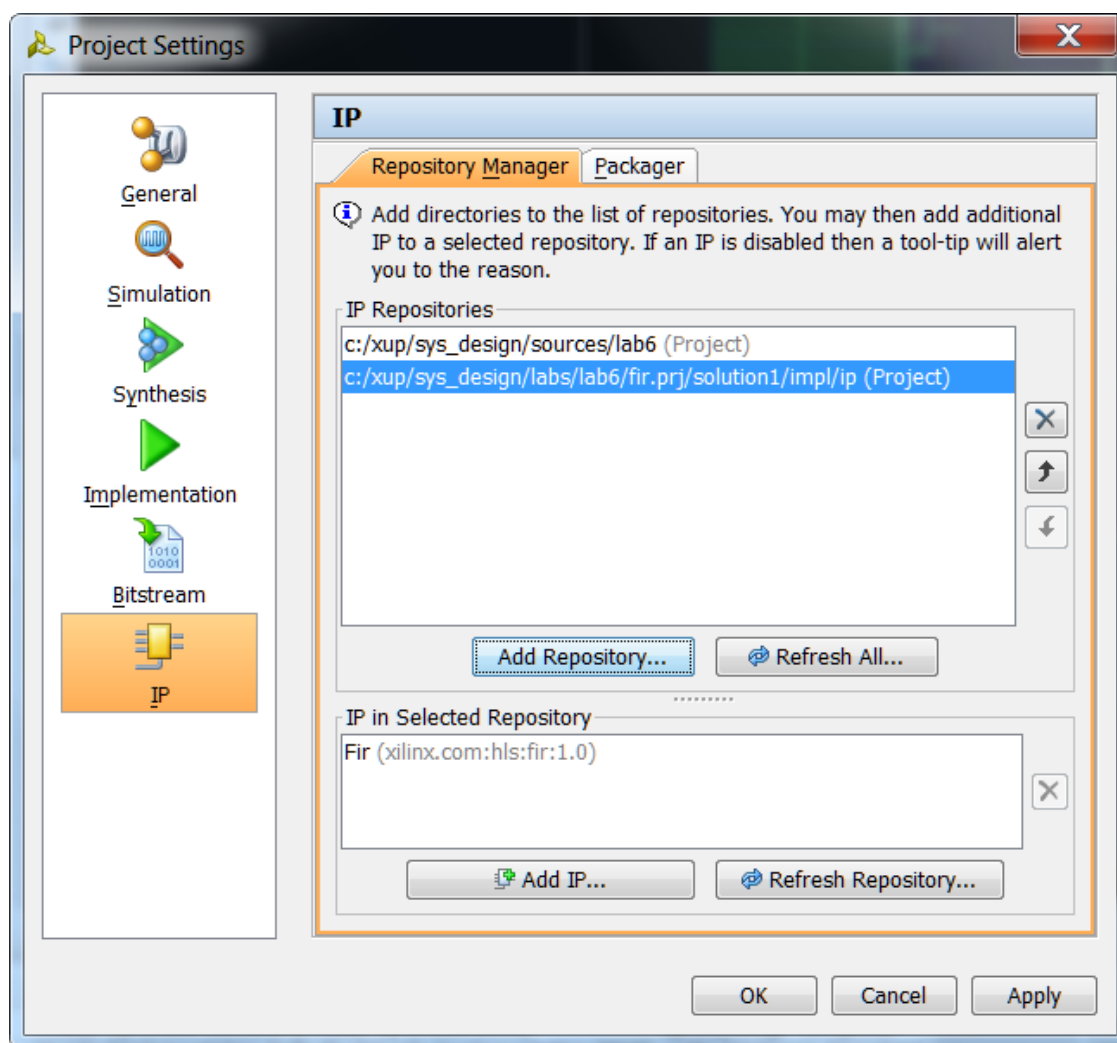 Project Settings
General
Simulation
Synthesis
Implementation
1010
0001
Bitstream
IP
IP
Repository Manager
Packager
Add directories to the list of repositories. You may then add additional
IP to a selected repository. If an IP is disabled then a tool-tip will alert
you to the reason.
IP Repositories
c:/xup/sys_design/sources/lab6 (Project)
c:/xup/sys_design/labs/lab6/fir.prj/solution1/impl/ip (Project)
Add Repository...
Refresh All...
IP in Selected Repository
Fir (xilinx.com:hls:fir:1.0)
Add IP...
Refresh Repository...
OK
Cancel
Apply